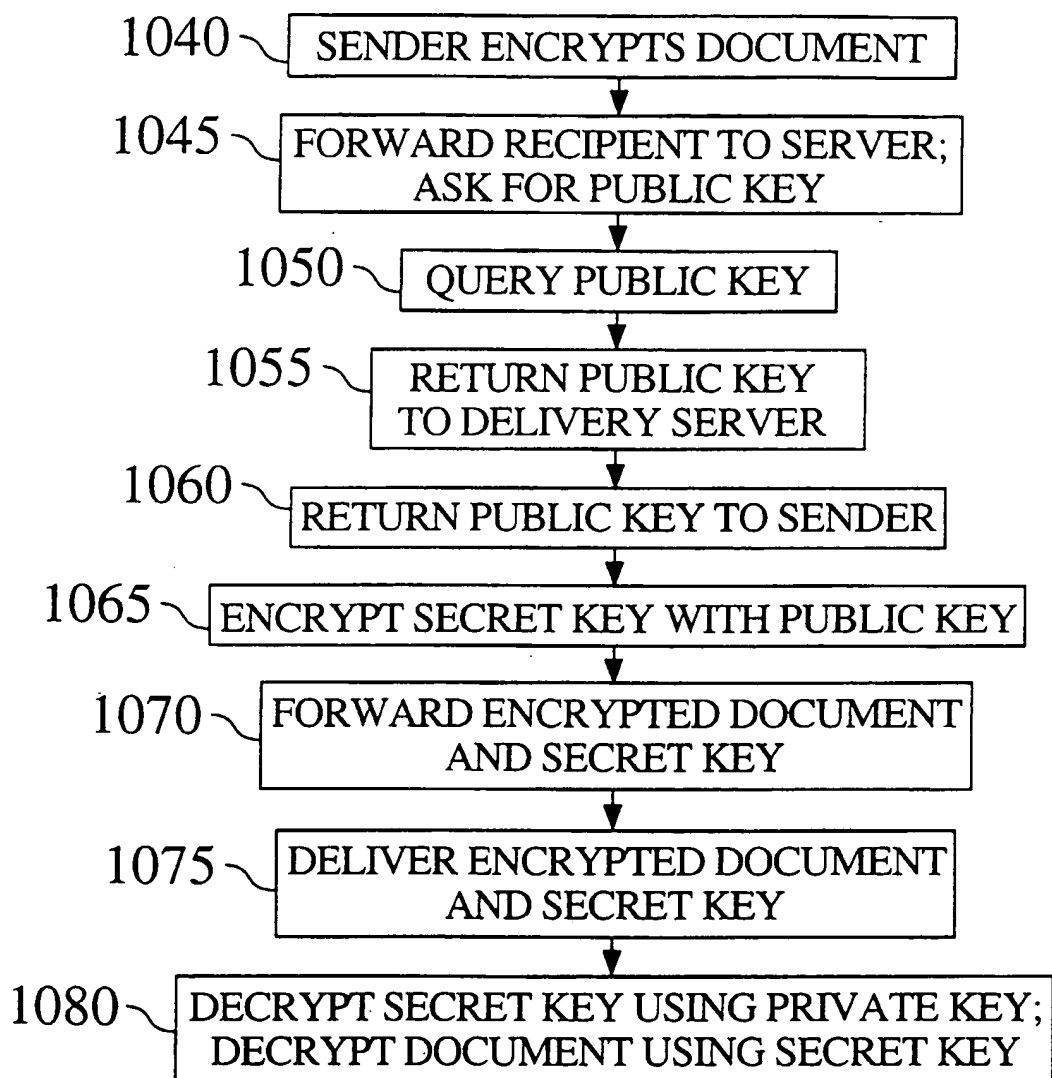 1040 SENDER ENCRYPTS DOCUMENT
1045 FORWARD RECIPIENT TO SERVER;
ASK FOR PUBLIC KEY
1050 QUERY PUBLIC KEY
1055 RETURN PUBLIC KEY
TO DELIVERY SERVER
1060 RETURN PUBLIC KEY TO SENDER
1065 ENCRYPT SECRET KEY WITH PUBLIC KEY
1070 FORWARD ENCRYPTED DOCUMENT
AND SECRET KEY
1075 DELIVER ENCRYPTED DOCUMENT
AND SECRET KEY
1080 DECRYPT SECRET KEY USING PRIVATE KEY;
DECRYPT DOCUMENT USING SECRET KEY